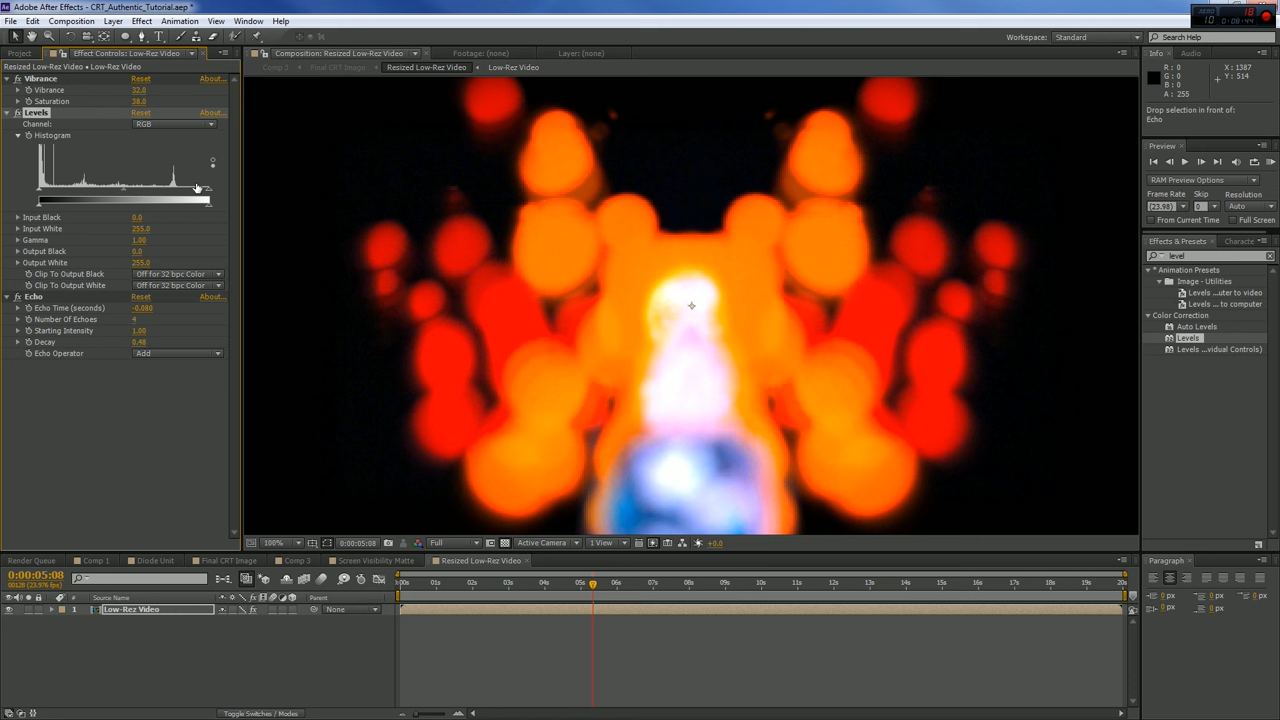 Adobe After Effects - CRT_Authentic_Tutorial.aep *
File Edit Composition Layer Effect Animation View Window Help
18
10 0:08:44
Workspace: Standard Search Help
Project Effect Controls: Low-Rez Video Composition: Resized Low-Rez Video Footage: (none) Layer: (none) Info Audio
Resized Low-Rez Video • Low-Rez Video
Comp 3 Final CRT Image Resized Low-Rez Video Low-Rez Video
R: 0 X: 1387
G: 0 Y: 514
B: 0
A: 255
Drop selection in front of:
Echo
Vibrance Reset About...
Vibrance 32.0
Saturation 38.0
Levels Reset About...
Channel: RGB
Histogram
Input Black 0.0
Input White 255.0
Gamma 1.00
Output Black 0.0
Output White 255.0
Clip To Output Black Off for 32 bpc Color
Clip To Output White Off for 32 bpc Color
Echo Reset About...
Echo Time (seconds) -0.080
Number Of Echoes 4
Starting Intensity 1.00
Decay 0.48
Echo Operator Add
Preview
RAM Preview Options
Frame Rate Skip Resolution
(23.98) 0 Auto
From Current Time Full Screen
Effects & Presets Characte
level
* Animation Presets
Image - Utilities
Levels ...uter to video
Levels ... to computer
Color Correction
Auto Levels
Levels
Levels ...vidual Controls)
100% 0:00:05:08 Full Active Camera 1 View +0.0
Render Queue Comp 1 Diode Unit Final CRT Image Comp 3 Screen Visibility Matte Resized Low-Rez Video
0:00:05:08
00128 (23.976 fps)
:00s 01s 02s 03s 04s 05s 06s 07s 08s 09s 10s 11s 12s 13s 14s 15s 16s 17s 18s 19s 20s
# Source Name Parent
1 Low-Rez Video None
Toggle Switches / Modes
Paragraph
0 px 0 px 0 px
0 px 0 px